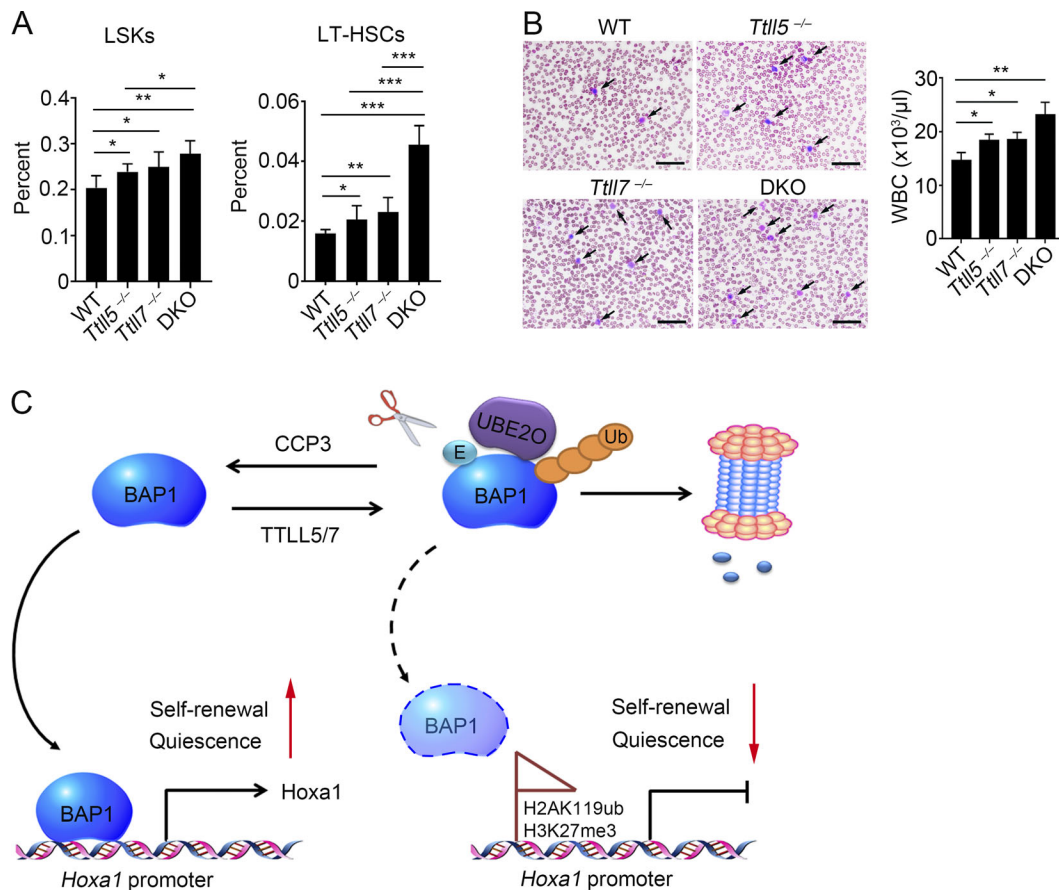 A
LSKs
Percent
0.4
0.3
0.2
0.1
0
*
**
*
*
WT
Ttll5 –/–
Ttll7 –/–
DKO
LT-HSCs
Percent
0.06
0.04
0.02
0
***
***
***
**
*
WT
Ttll5 –/–
Ttll7 –/–
DKO
B
WT
Ttll5 –/–
Ttll7 –/–
DKO
WBC (x10³/µl)
30
20
10
0
**
*
*
WT
Ttll5 –/–
Ttll7 –/–
DKO
C
BAP1
CCP3
TTLL5/7
UBE2O
E
Ub
BAP1
BAP1
Self-renewal
Quiescence
BAP1
Hoxa1
Hoxa1 promoter
Self-renewal
Quiescence
H2AK119ub
H3K27me3
Hoxa1 promoter